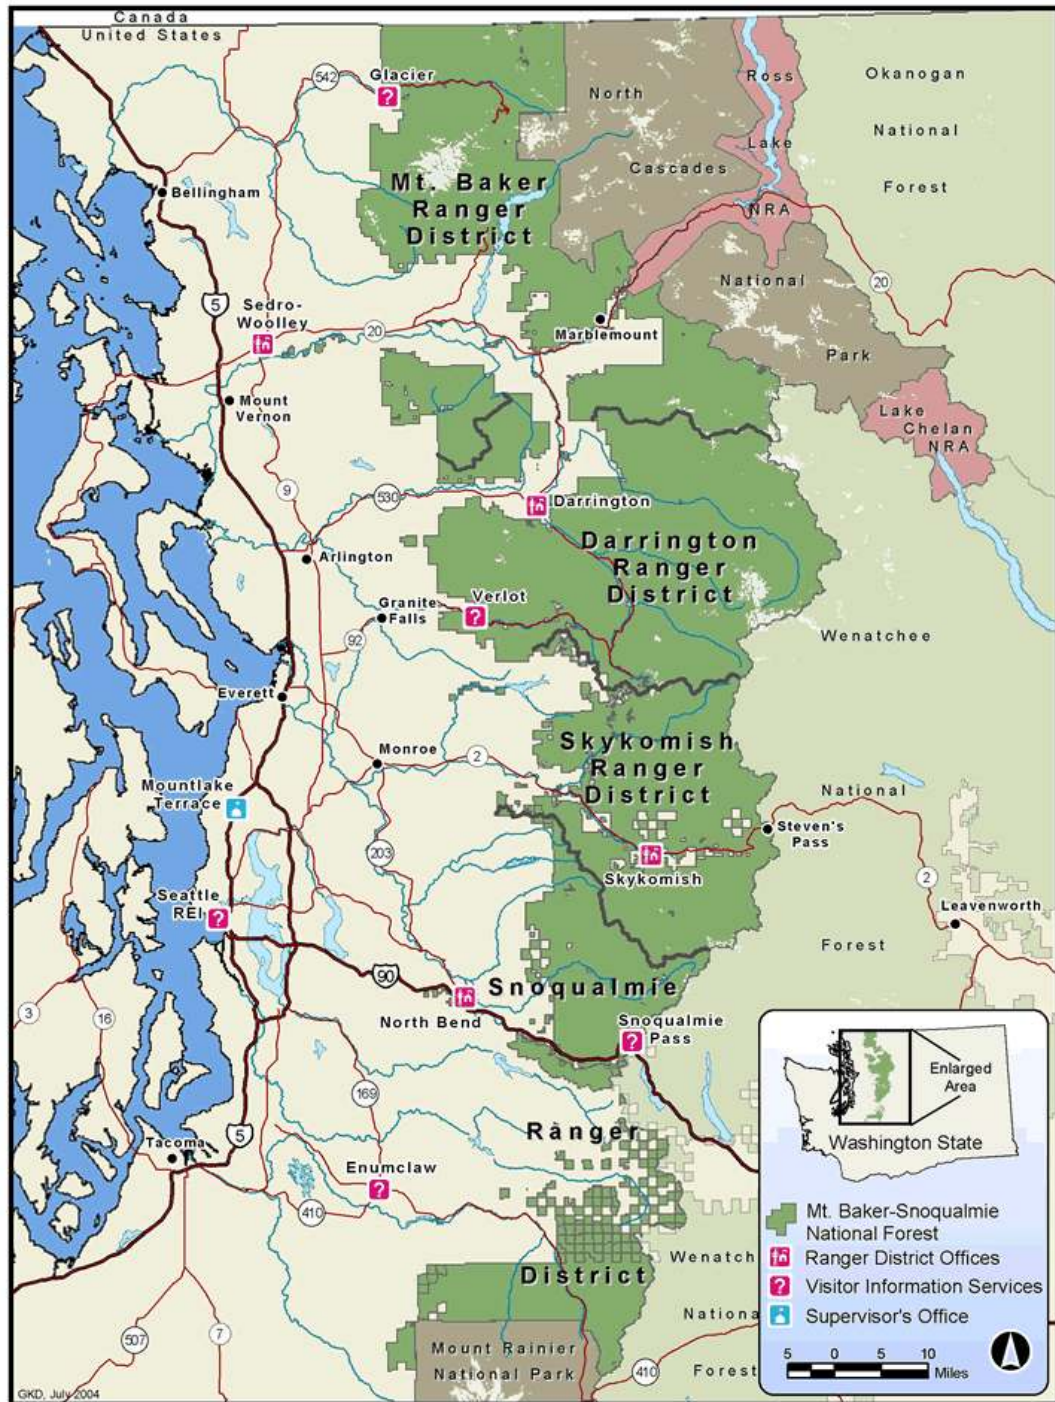 Canada
United States
542
Glacier
Ross
Okanogan
North
National
Lake
Cascades
Forest
Mt. Baker
Ranger
District
Bellingham
NRA
National
20
5
Sedro-
Woolley
20
Marblemount
Park
Mount
Vernon
Lake
Chelan
NRA
9
530
Darrington
Arlington
Darrington
Ranger
District
Granite
Falls
Verlot
92
Wenatchee
Everett
Skykomish
Ranger
District
Monroe
2
Mountlake
Terrace
National
Steven's
Pass
203
Skykomish
2
Seattle
REI
Leavenworth
Forest
90
Snoqualmie
3
16
North Bend
Snoqualmie
Pass
169
Ranger
5
Tacoma
Enumclaw
410
Wenatch
District
Nationa
507
7
Mount Rainier
National Park
410
Forest
Enlarged
Area
Washington State
Mt. Baker-Snoqualmie
National Forest
Ranger District Offices
Visitor Information Services
Supervisor's Office
5 0 5 10
Miles
GKD, July 2004